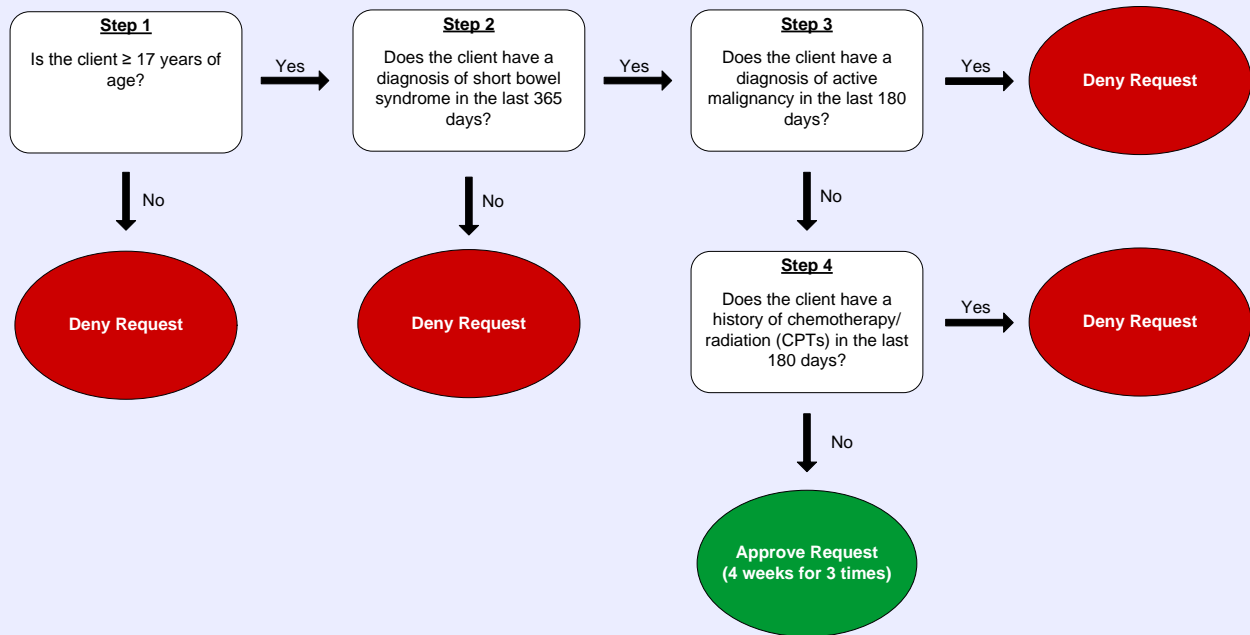 Step 1
Is the client ≥ 17 years of
age?
Yes
No
Deny Request
Step 2
Does the client have a
diagnosis of short bowel
syndrome in the last 365
days?
Yes
No
Deny Request
Step 3
Does the client have a
diagnosis of active
malignancy in the last 180
days?
Yes
Deny Request
No
Step 4
Does the client have a
history of chemotherapy/
radiation (CPTs) in the last
180 days?
Yes
Deny Request
No
Approve Request
(4 weeks for 3 times)